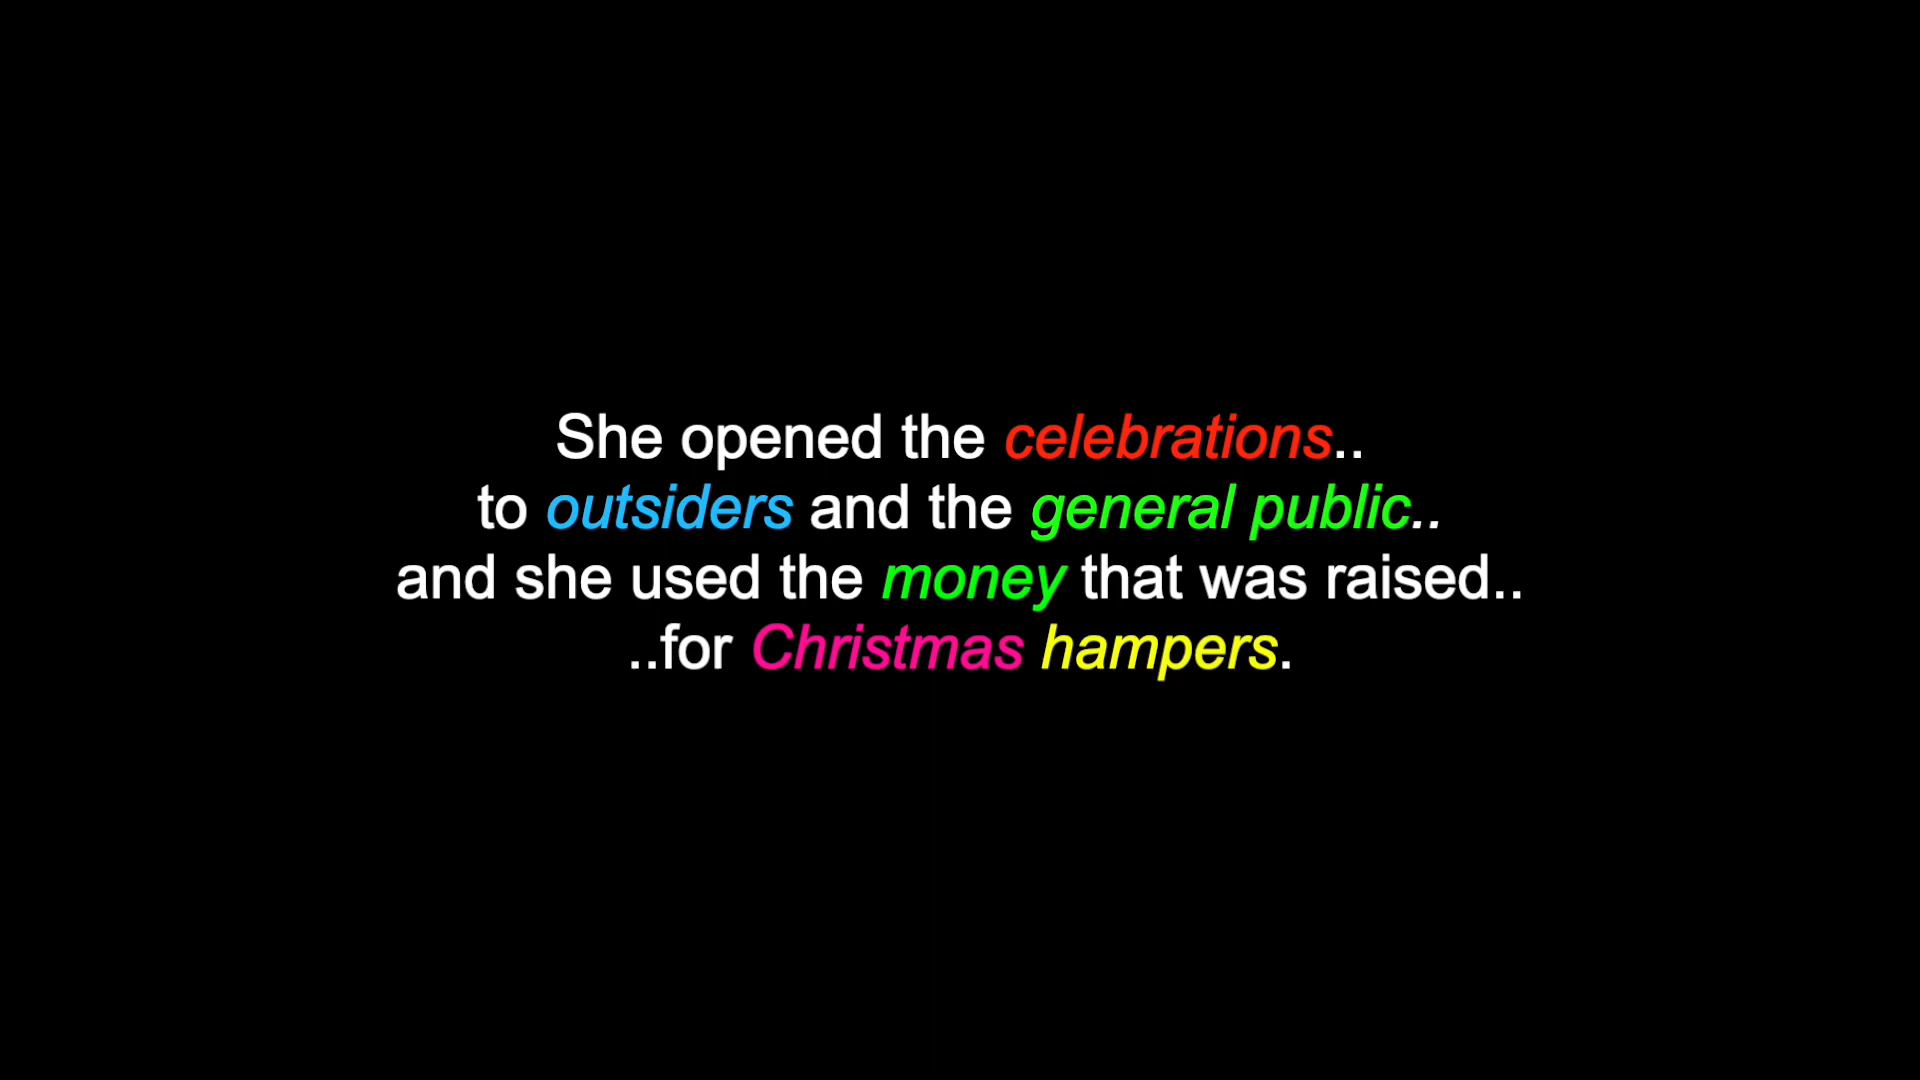 She opened the celebrations..
to outsiders and the general public..
and she used the money that was raised..
..for Christmas hampers.